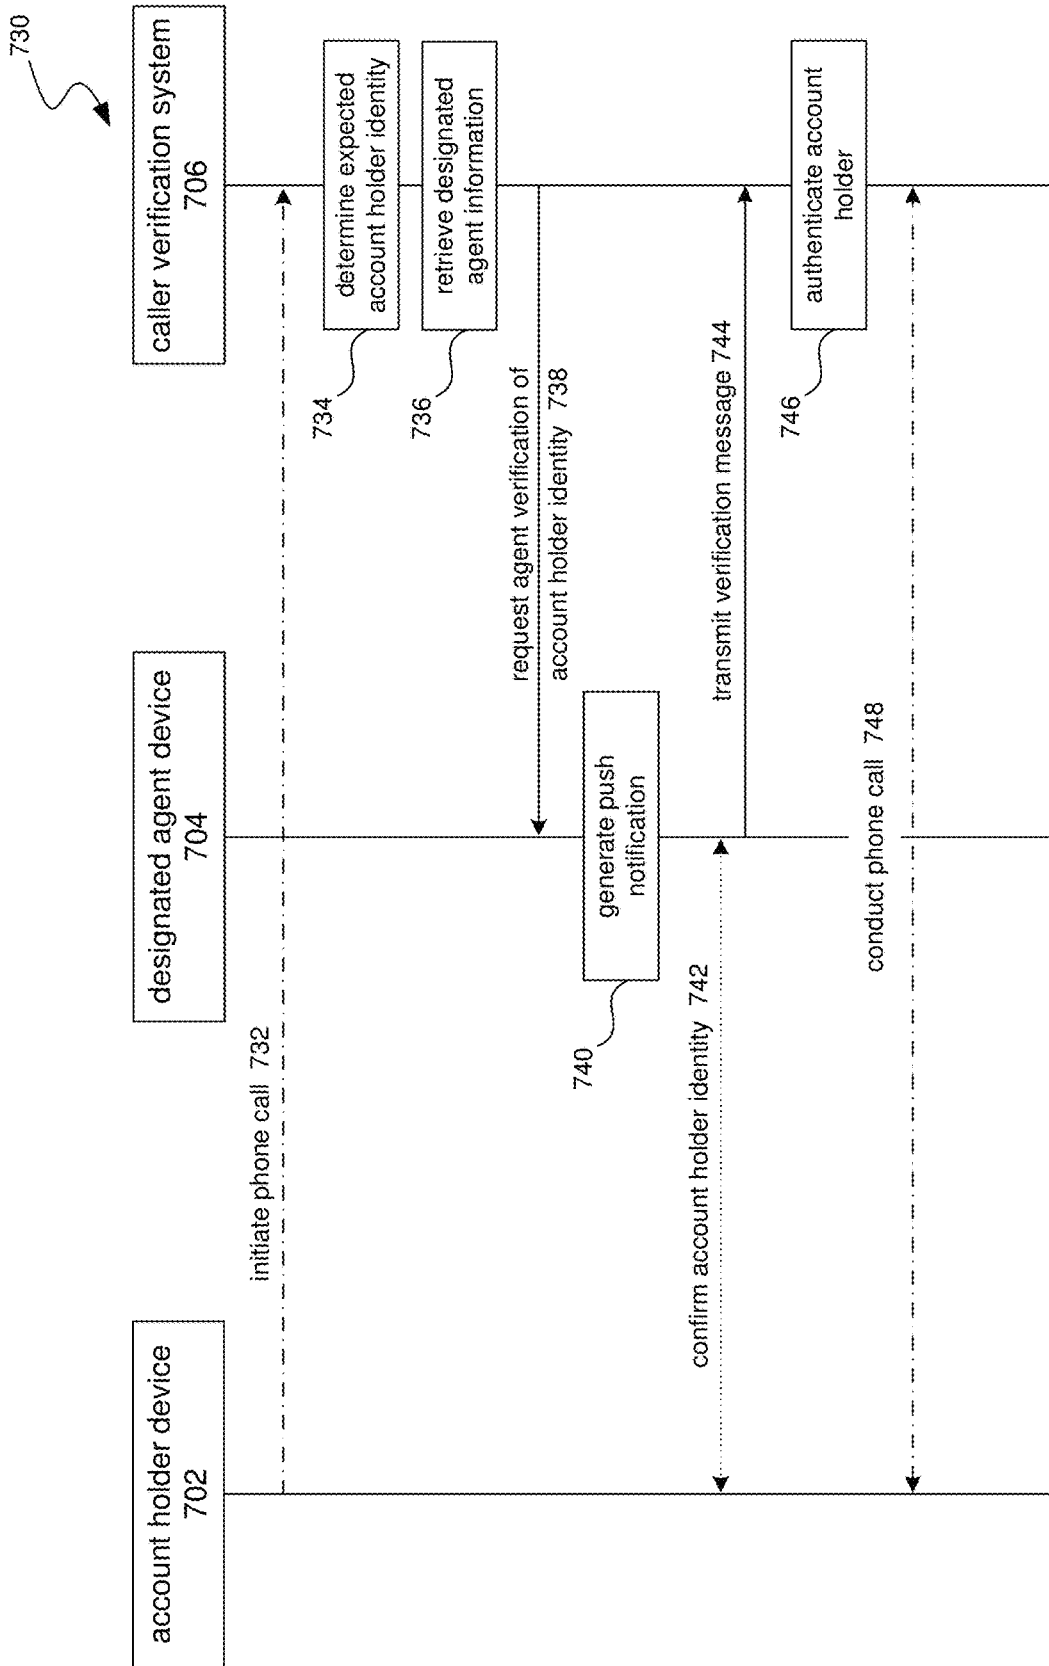 730
account holder device
702
designated agent device
704
caller verification system
706
initiate phone call 732
determine expected
account holder identity
734
retrieve designated
agent information
736
request agent verification of
account holder identity 738
generate push
notification
740
confirm account holder identity 742
transmit verification message 744
authenticate account
holder
746
conduct phone call 748